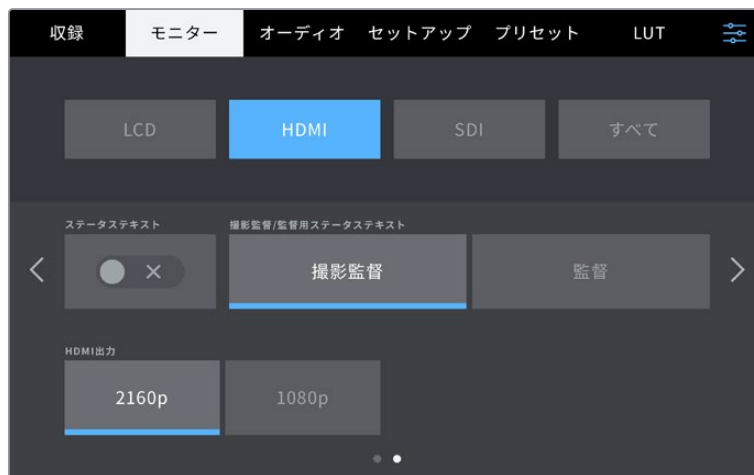 収録 モニター オーディオ セットアップ プリセット LUT
LCD HDMI SDI すべて
ステータステキスト 撮影監督/監督用ステータステキスト
撮影監督 監督
HDMI出力
2160p 1080p